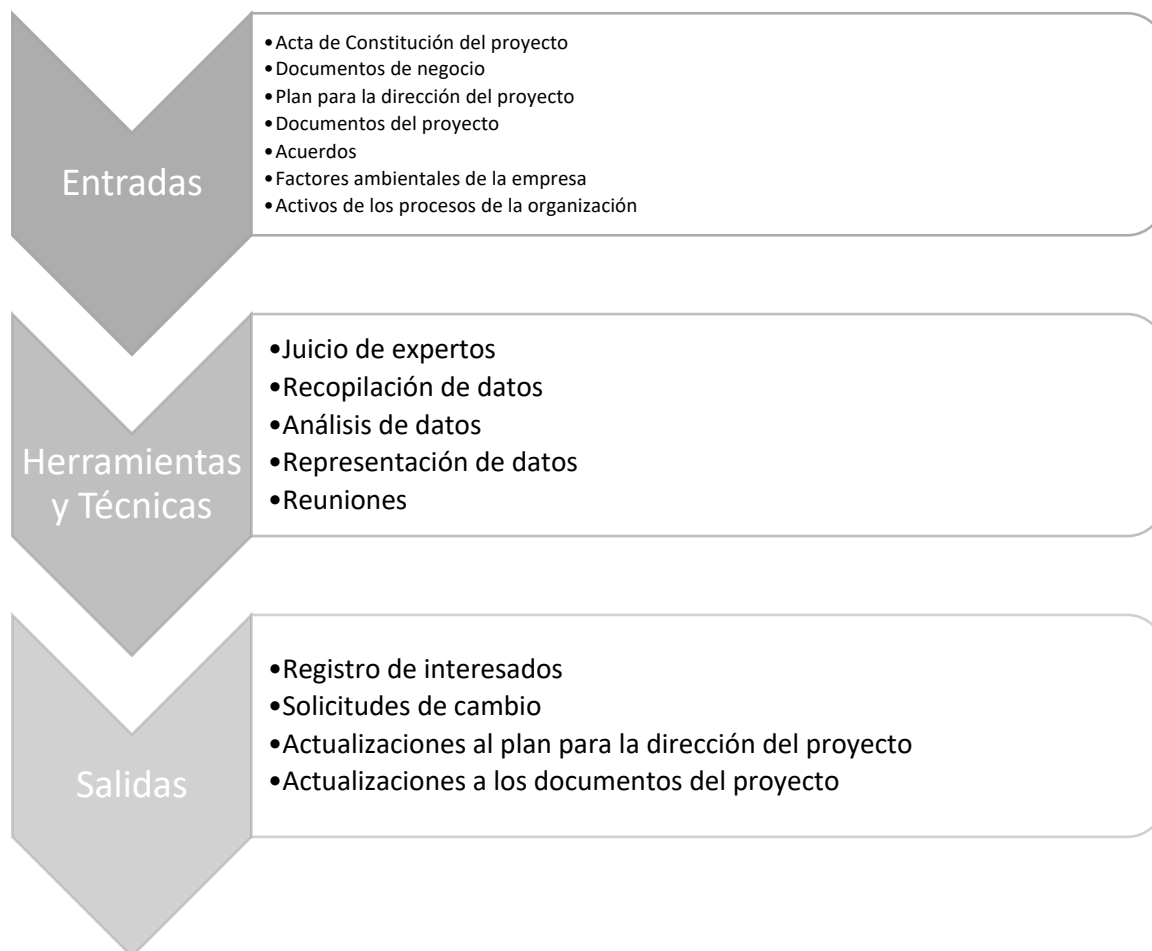 Entradas
•Acta de Constitución del proyecto
•Documentos de negocio
•Plan para la dirección del proyecto
•Documentos del proyecto
•Acuerdos
•Factores ambientales de la empresa
•Activos de los procesos de la organización
Herramientas
y Técnicas
•Juicio de expertos
•Recopilación de datos
•Análisis de datos
•Representación de datos
•Reuniones
Salidas
•Registro de interesados
•Solicitudes de cambio
•Actualizaciones al plan para la dirección del proyecto
•Actualizaciones a los documentos del proyecto